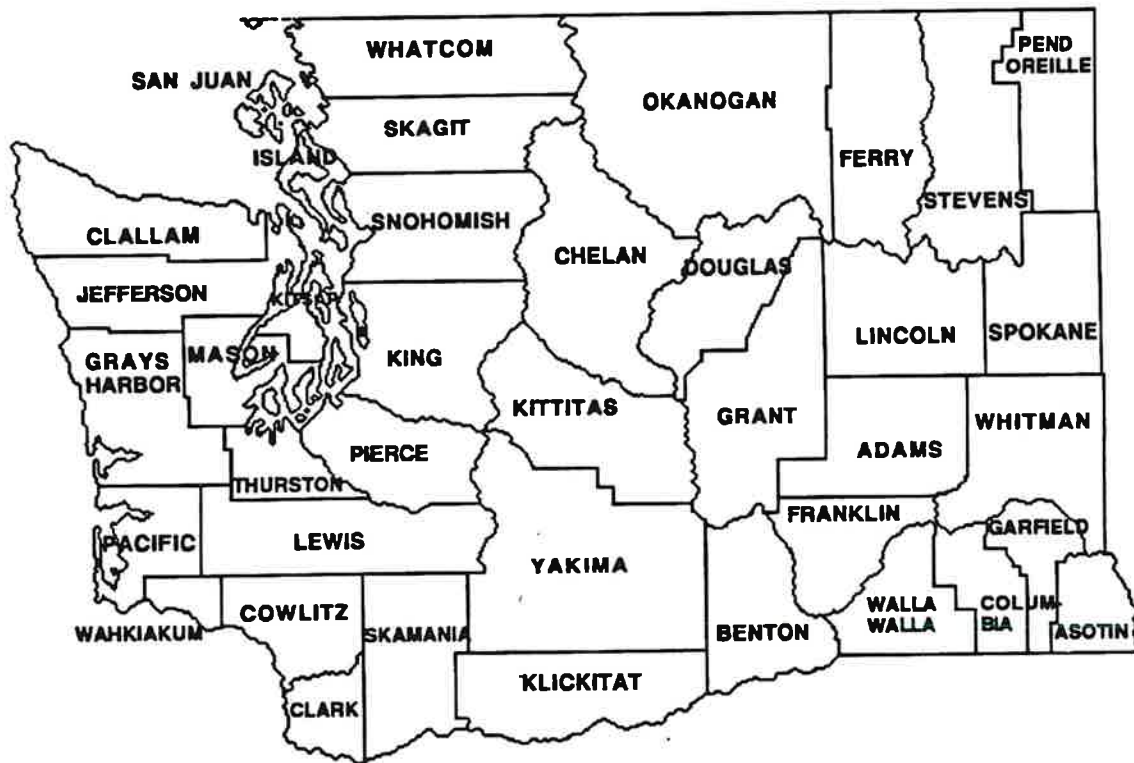 WHATCOM
PEND
OREILLE
SAN JUAN
OKANOGAN
SKAGIT
ISLAND
FERRY
STEVENS
SNOHOMISH
CLALLAM
CHELAN
DOUGLAS
JEFFERSON
KITSAP
LINCOLN
SPOKANE
MASON
KING
GRAYS
HARBOR
KITTITAS
GRANT
WHITMAN
PIERCE
ADAMS
THURSTON
FRANKLIN
GARFIELD
PACIFIC
LEWIS
YAKIMA
COWLITZ
WALLA
WALLA
COLUM-
BIA
WAHKIAKUM
SKAMANIA
BENTON
ASOTIN
KLICKITAT
CLARK